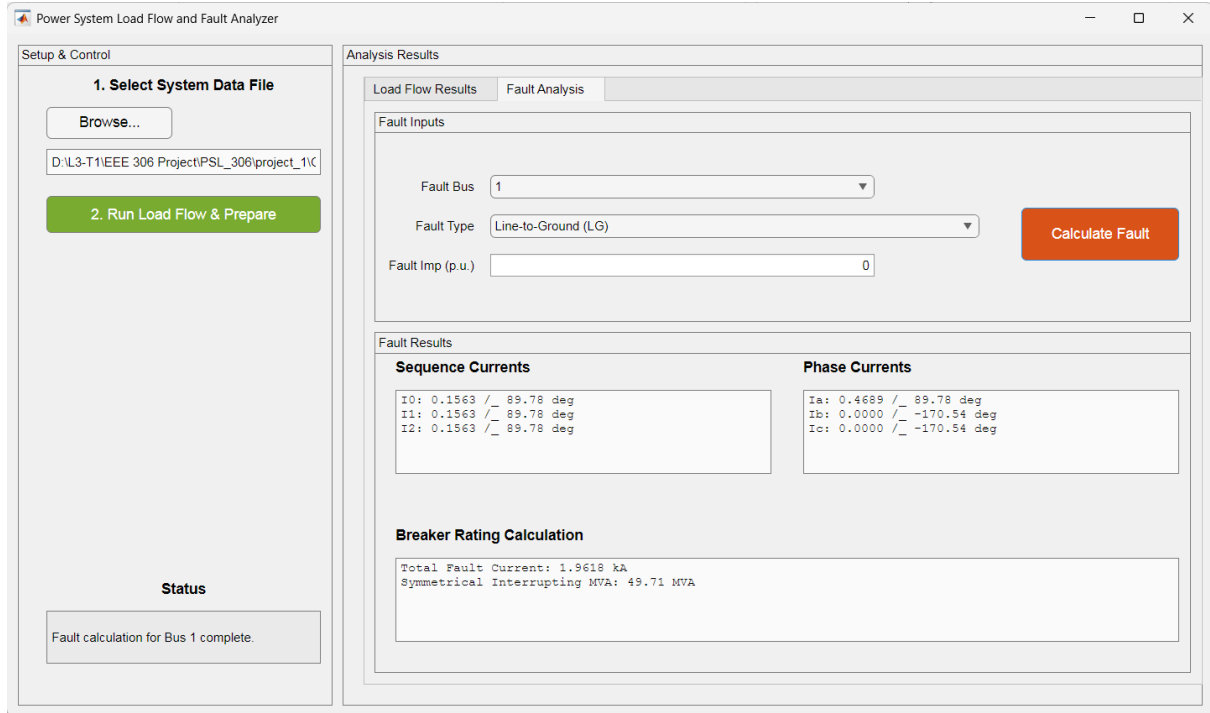 Power System Load Flow and Fault Analyzer
Setup & Control
1. Select System Data File
Browse...
D:\L3-T1\EEE 306 Project\PSL_306\project_1\
2. Run Load Flow & Prepare
Status
Fault calculation for Bus 1 complete.
Analysis Results
Load Flow Results
Fault Analysis
Fault Inputs
Fault Bus
1
Fault Type
Line-to-Ground (LG)
Fault Imp (p.u.)
0
Calculate Fault
Fault Results
Sequence Currents
I0: 0.1563 /_ 89.78 deg
I1: 0.1563 /_ 89.78 deg
I2: 0.1563 /_ 89.78 deg
Phase Currents
Ia: 0.4689 /_ 89.78 deg
Ib: 0.0000 /_ -170.54 deg
Ic: 0.0000 /_ -170.54 deg
Breaker Rating Calculation
Total Fault Current: 1.9618 kA
Symmetrical Interrupting MVA: 49.71 MVA